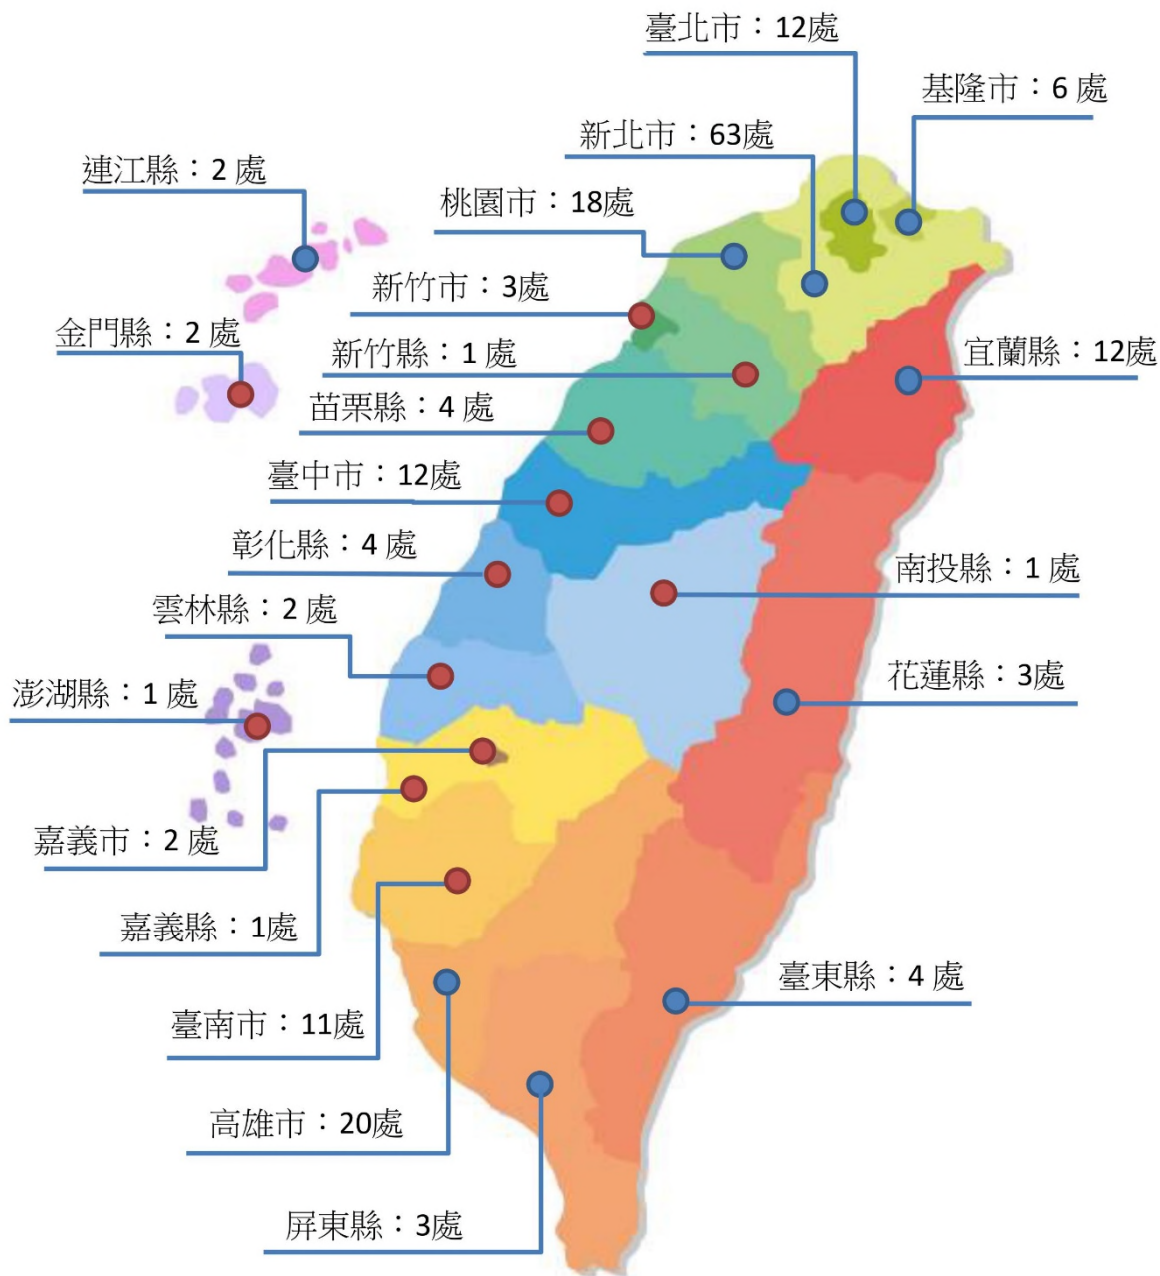 臺北市：12處
基隆市：6 處
新北市：63處
連江縣：2 處
桃園市：18處
新竹市：3處
金門縣：2 處
新竹縣：1 處
宜蘭縣：12處
苗栗縣：4 處
臺中市：12處
彰化縣：4 處
南投縣：1 處
雲林縣：2 處
花蓮縣：3處
澎湖縣：1 處
嘉義市：2 處
嘉義縣：1處
臺東縣：4 處
臺南市：11處
高雄市：20處
屏東縣：3處